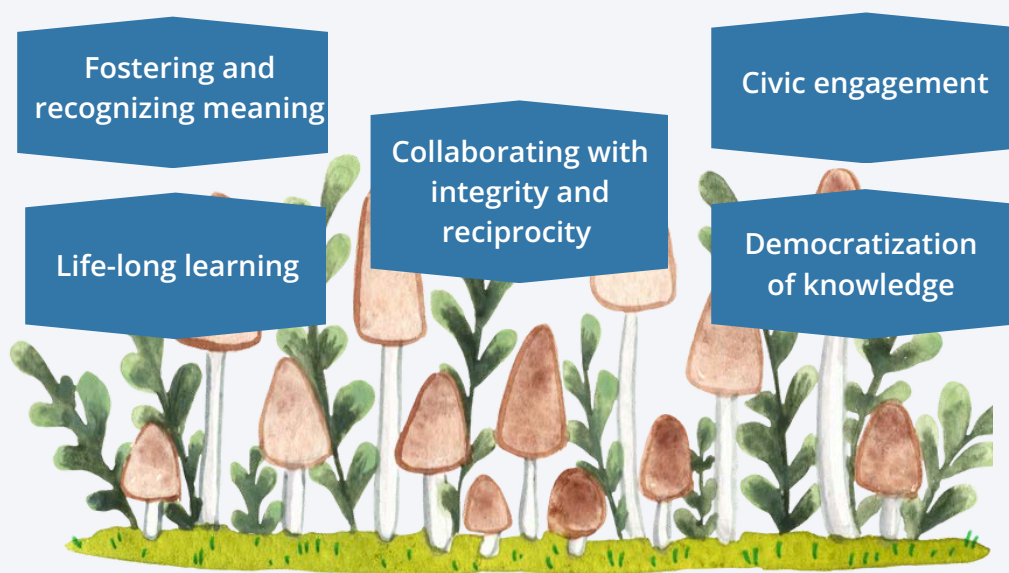 Fostering and
recognizing meaning
Life-long learning
Collaborating with
integrity and
reciprocity
Civic engagement
Democratization
of knowledge